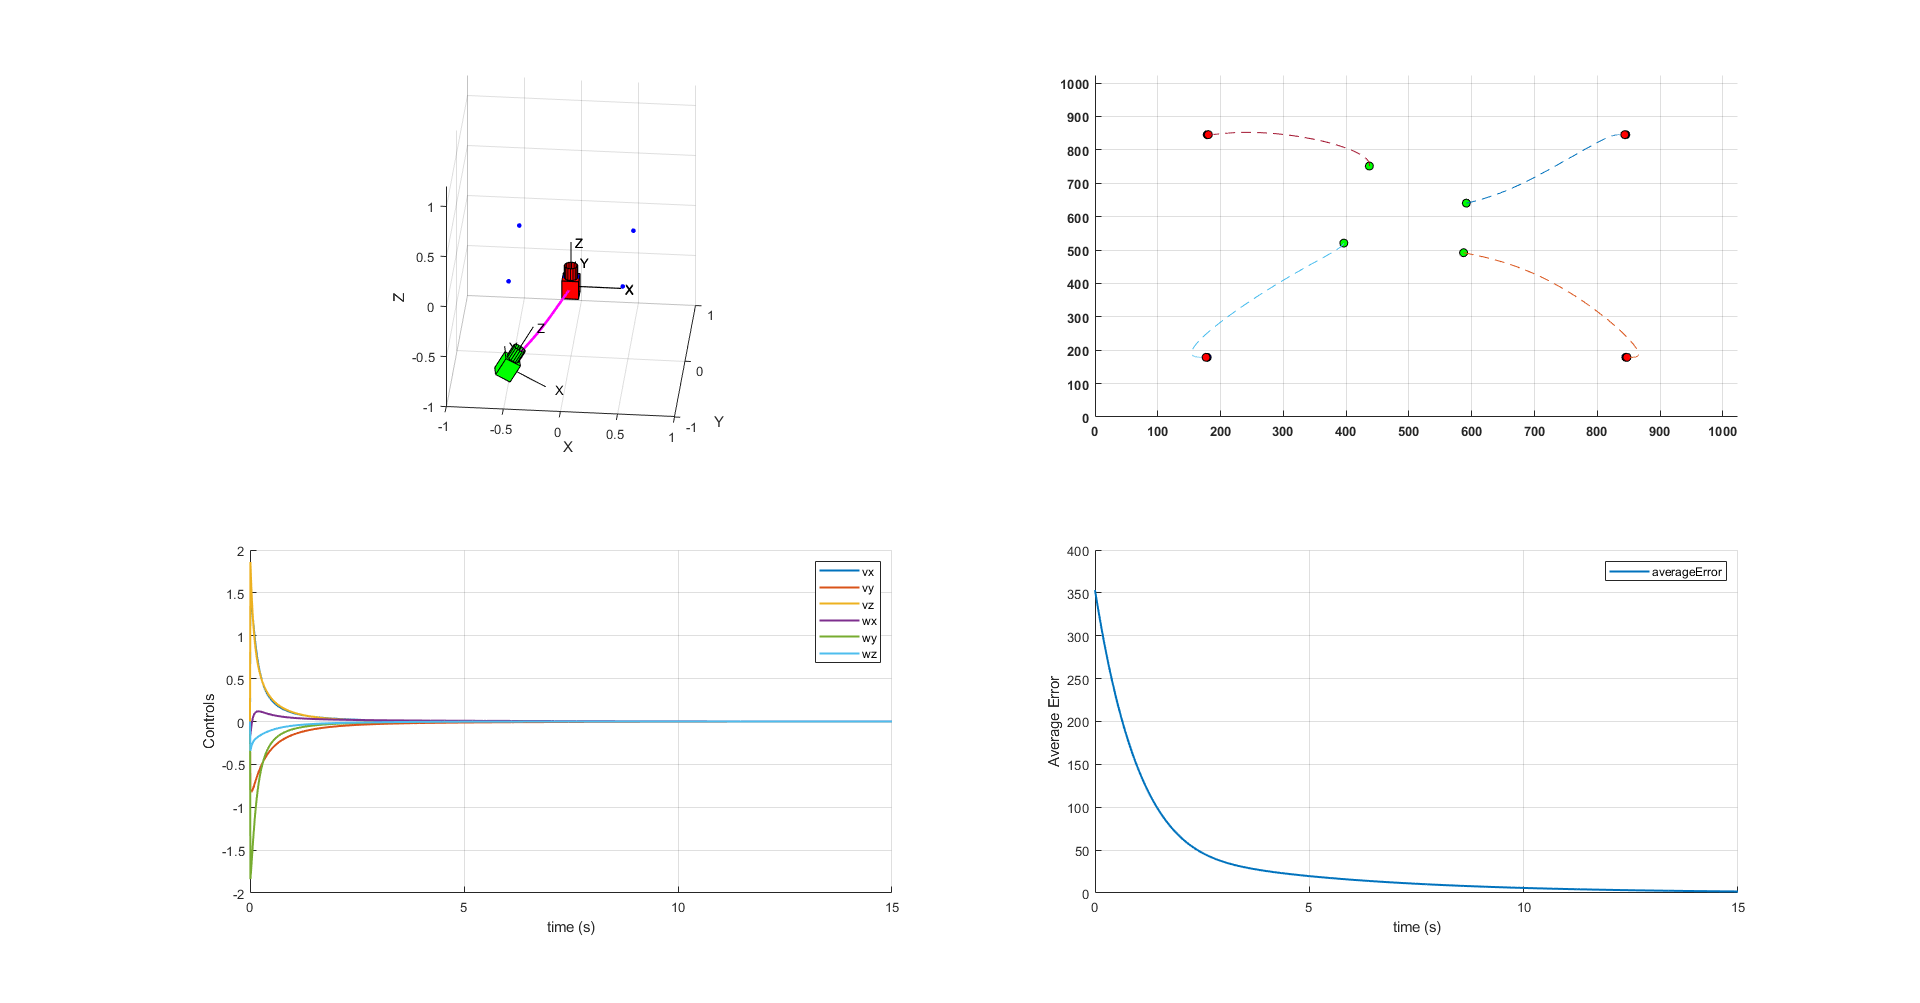 1
0.5
0
-0.5
-1
Z
-1
-0.5
0
0.5
1
X
-1
0
1
Y
Z
Y
X
Z
Y
X
1000
900
800
700
600
500
400
300
200
100
0
0 100 200 300 400 500 600 700 800 900 1000
2
1.5
1
0.5
0
-0.5
-1
-1.5
-2
Controls
0 5 10 15
time (s)
vx
vy
vz
wx
wy
wz
400
350
300
250
200
150
100
50
0
Average Error
0 5 10 15
time (s)
averageError